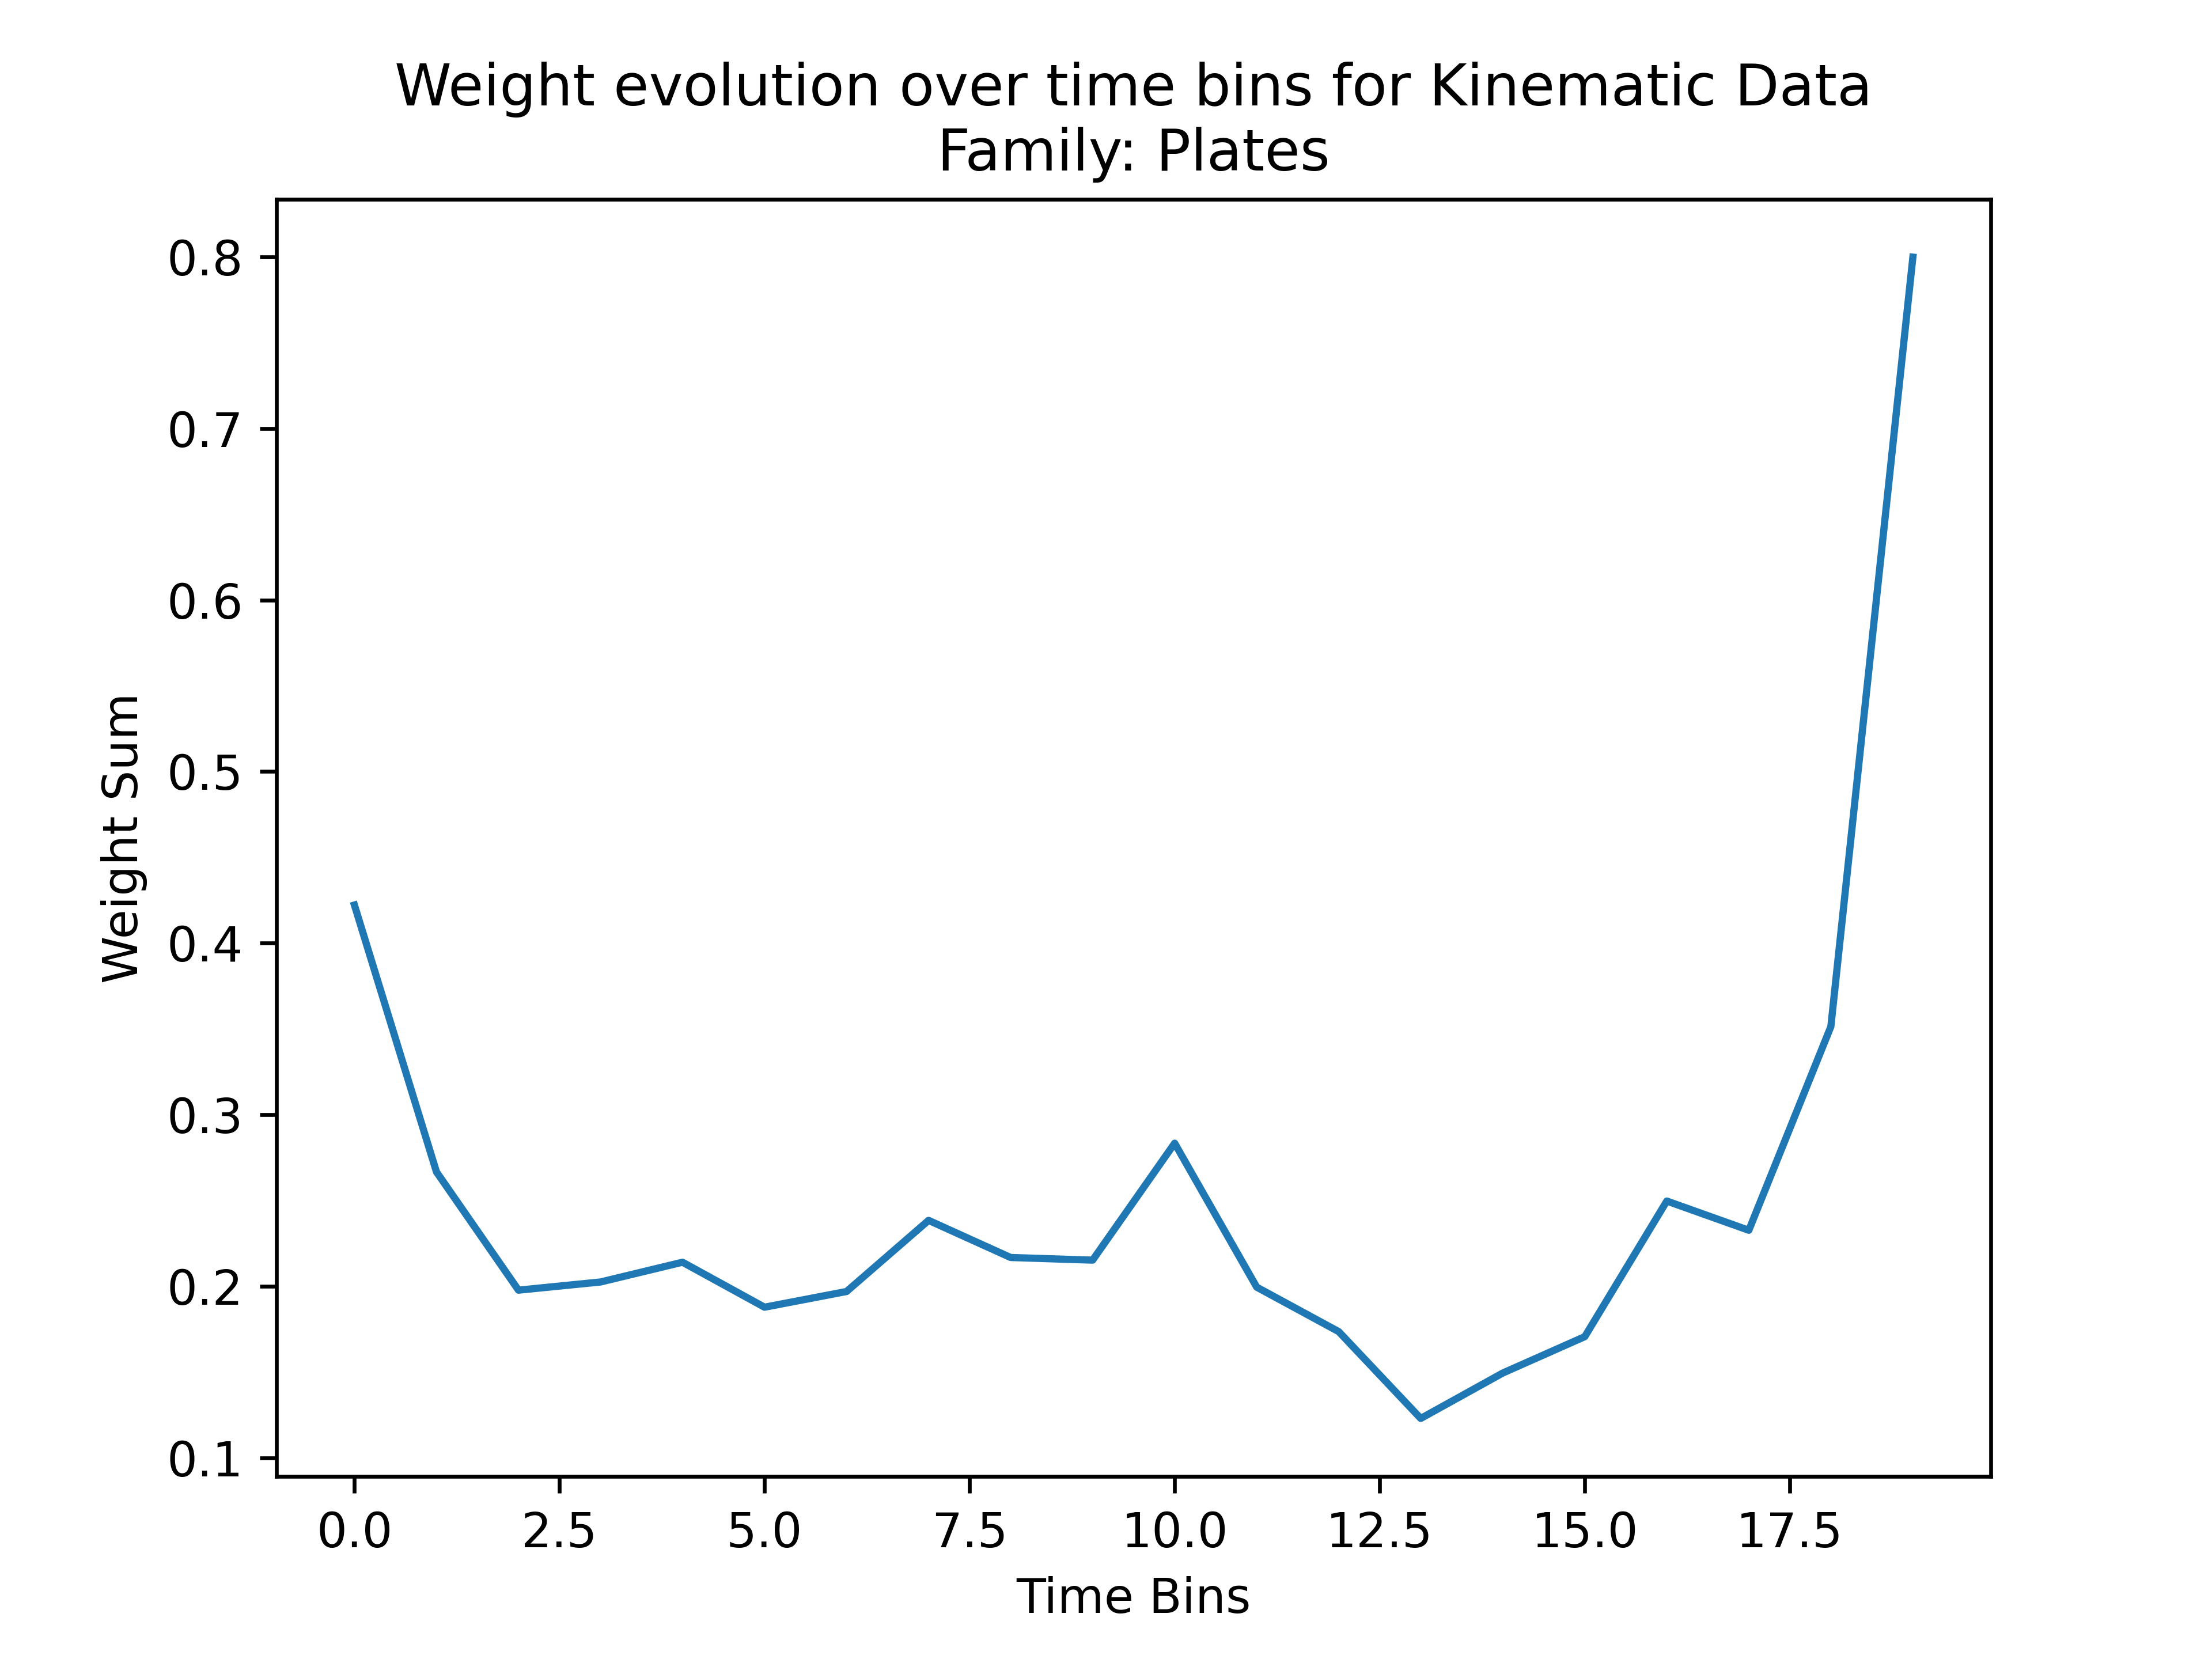 Weight evolution over time bins for Kinematic Data
Family: Plates
0.8
0.7
0.6
0.5
0.4
0.3
0.2
0.1
Weight Sum
0.0 2.5 5.0 7.5 10.0 12.5 15.0 17.5
Time Bins